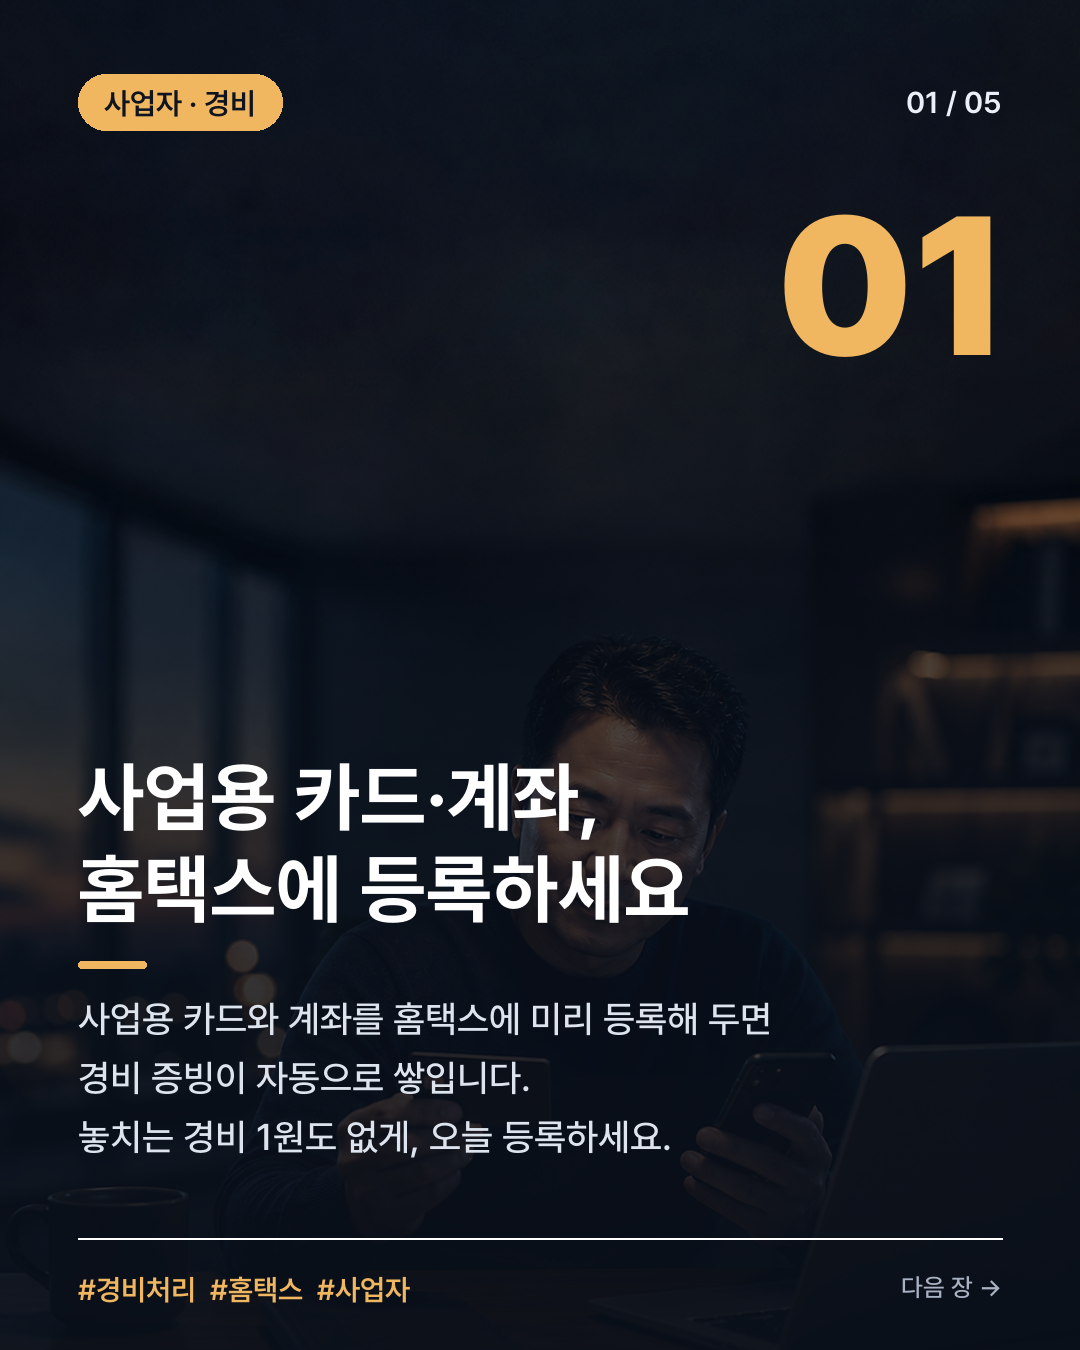 사업자 · 경비
01 / 05
01
사업용 카드·계좌,
홈택스에 등록하세요
사업용 카드와 계좌를 홈택스에 미리 등록해 두면
경비 증빙이 자동으로 쌓입니다.
놓치는 경비 1원도 없게, 오늘 등록하세요.
#경비처리 #홈택스 #사업자
다음 장 →